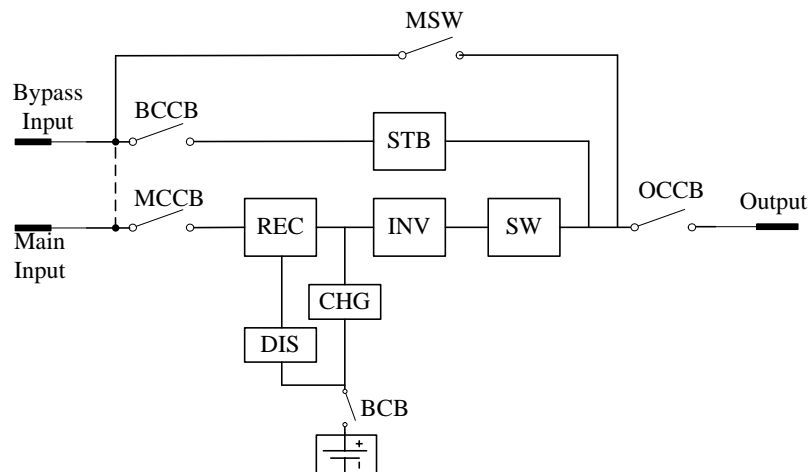 MSW
Bypass
Input
BCCB
STB
MCCB
OCCB
Output
Main
Input
REC
INV
SW
CHG
DIS
BCB
+